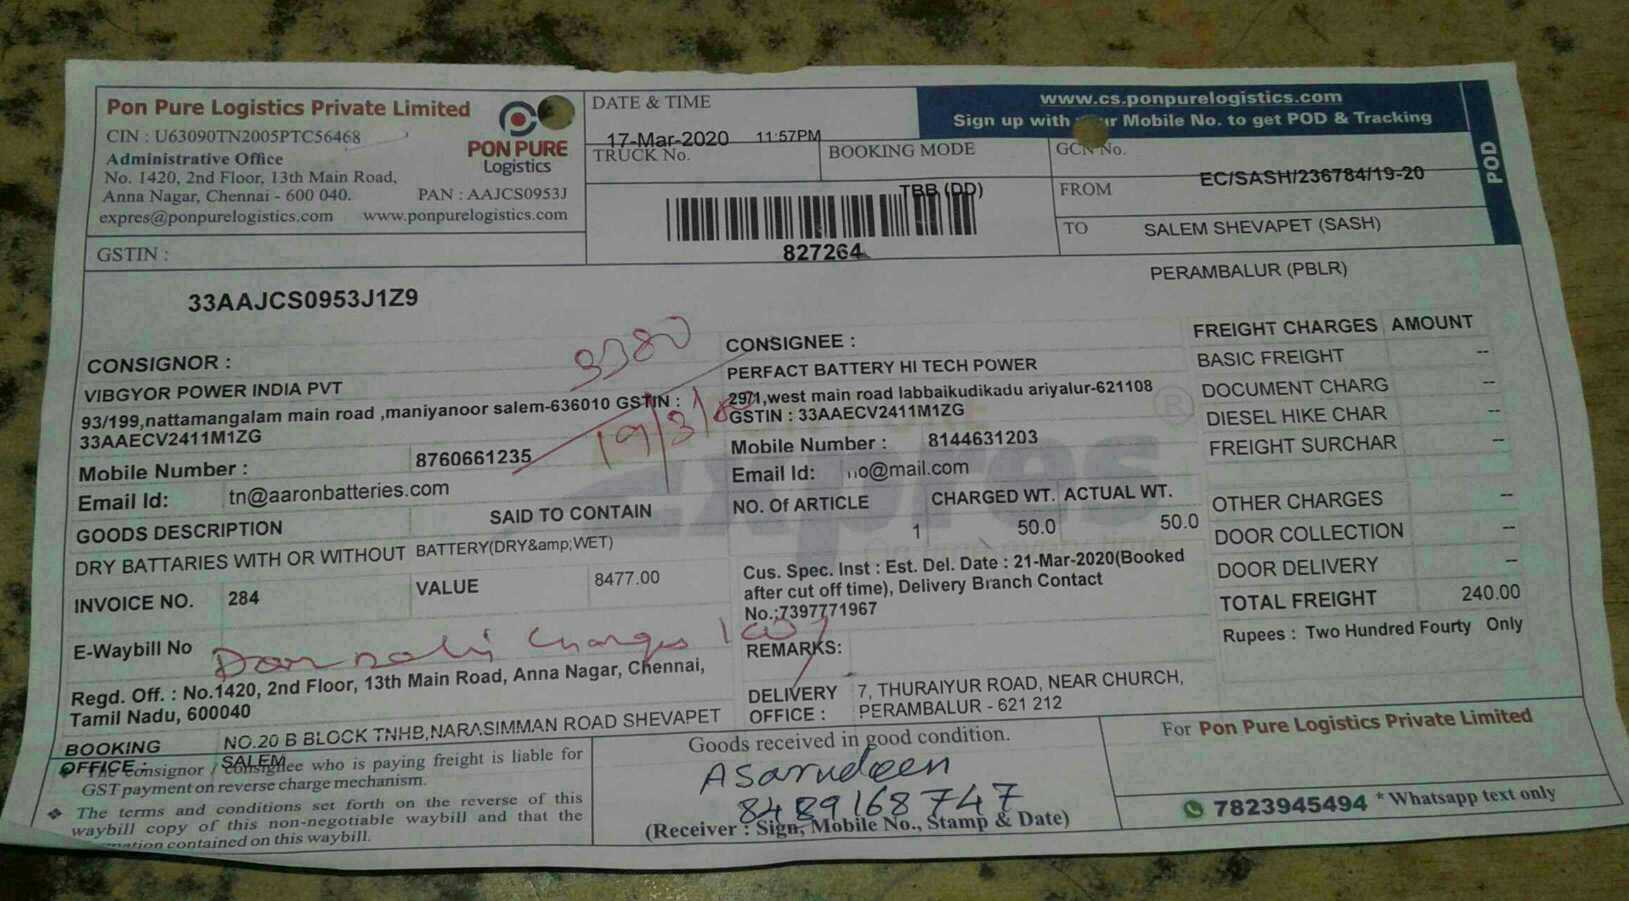 Pon Pure Logistics Private Limited
CIN : U63090TN2005PTC56468
Administrative Office
No. 1420, 2nd Floor, 13th Main Road,
Anna Nagar, Chennai - 600 040.
PAN : AAJCS0953J
expres@ponpurelogistics.com www.ponpurelogistics.com
PON PURE
Logistics
GSTIN :
33AAJCS0953J1Z9
DATE & TIME
17-Mar-2020 11:57PM
TRUCK No.
BOOKING MODE
TBB (DD)
827264
www.cs.ponpurelogistics.com
Sign up with Mobile No. to get POD & Tracking
POD
GCN No.
EC/SASH/236784/19-20
FROM
SALEM SHEVAPET (SASH)
TO
PERAMBALUR (PBLR)
CONSIGNOR :
VIBGYOR POWER INDIA PVT
93/199,nattamangalam main road ,maniyanoor salem-636010 GSTIN :
33AAECV2411M1ZG
Mobile Number : 8760661235
Email Id: tn@aaronbatteries.com
9380
19/3/
CONSIGNEE :
PERFACT BATTERY HI TECH POWER
west main road labbaikudikadu ariyalur-621108
GSTIN : 33AAECV2411M1ZG
Mobile Number : 8144631203
Email Id: no@mail.com
Expres
GOODS DESCRIPTION
SAID TO CONTAIN
DRY BATTARIES WITH OR WITHOUT BATTERY(DRY&amp;WET)
INVOICE NO. 284
VALUE 8477.00
E-Waybill No
Charges
NO. Of ARTICLE CHARGED WT. ACTUAL WT.
1 50.0 50.0
Cus. Spec. Inst : Est. Del. Date : 21-Mar-2020(Booked
after cut off time), Delivery Branch Contact
No.:7397771967
REMARKS:
DELIVERY 7, THURAIYUR ROAD, NEAR CHURCH,
OFFICE : PERAMBALUR - 621 212
FREIGHT CHARGES AMOUNT
BASIC FREIGHT --
DOCUMENT CHARG --
DIESEL HIKE CHAR --
FREIGHT SURCHAR --
OTHER CHARGES --
DOOR COLLECTION --
DOOR DELIVERY --
TOTAL FREIGHT 240.00
Rupees : Two Hundred Fourty Only
Regd. Off. : No.1420, 2nd Floor, 13th Main Road, Anna Nagar, Chennai,
Tamil Nadu, 600040
BOOKING NO.20 B BLOCK TNHB,NARASIMMAN ROAD SHEVAPET
OFFICE : SALEM
The consignor / consignee who is paying freight is liable for
GST payment on reverse charge mechanism.
The terms and conditions set forth on the reverse of this
waybill copy of this non-negotiable waybill and that the
contained on this waybill.
Goods received in good condition.
Asarudeen
8489168747
(Receiver : Sign, Mobile No., Stamp & Date)
For Pon Pure Logistics Private Limited
7823945494 * Whatsapp text only